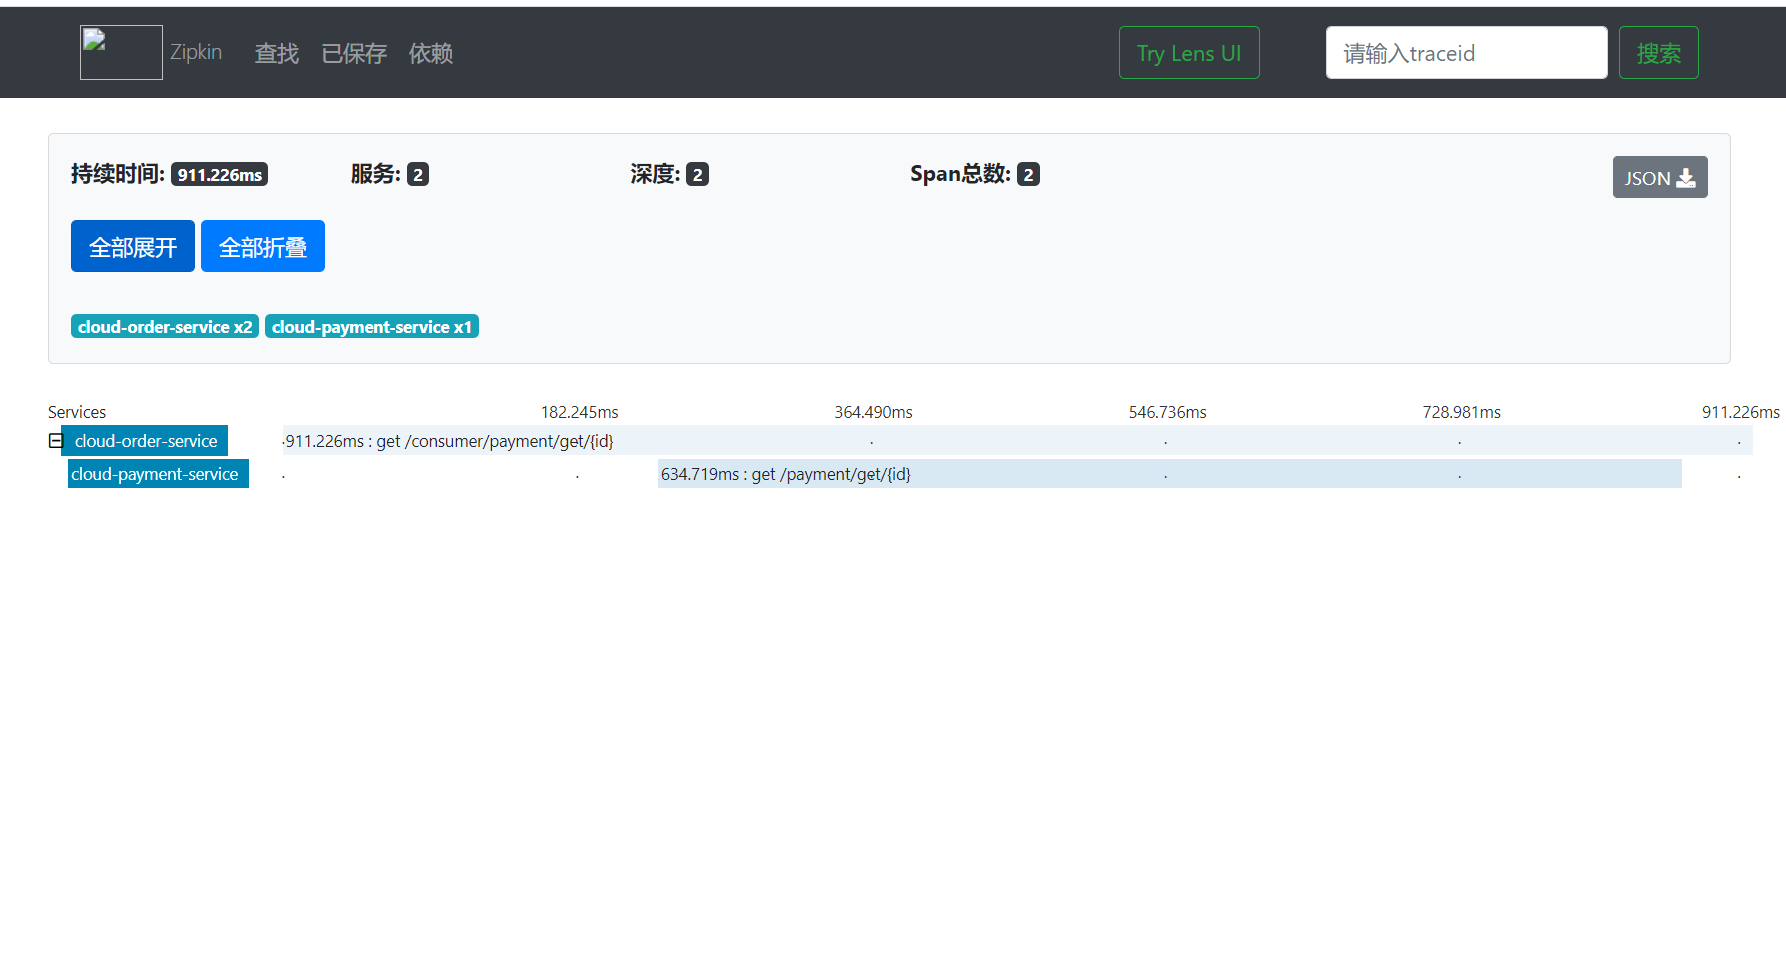 Zipkin 查找 已保存 依赖 Try Lens UI 请输入traceid 搜索
持续时间: 911.226ms 服务: 2 深度: 2 Span总数: 2 JSON
全部展开 全部折叠
cloud-order-service x2 cloud-payment-service x1
Services 182.245ms 364.490ms 546.736ms 728.981ms 911.226ms
cloud-order-service 911.226ms : get /consumer/payment/get/{id}
cloud-payment-service 634.719ms : get /payment/get/{id}